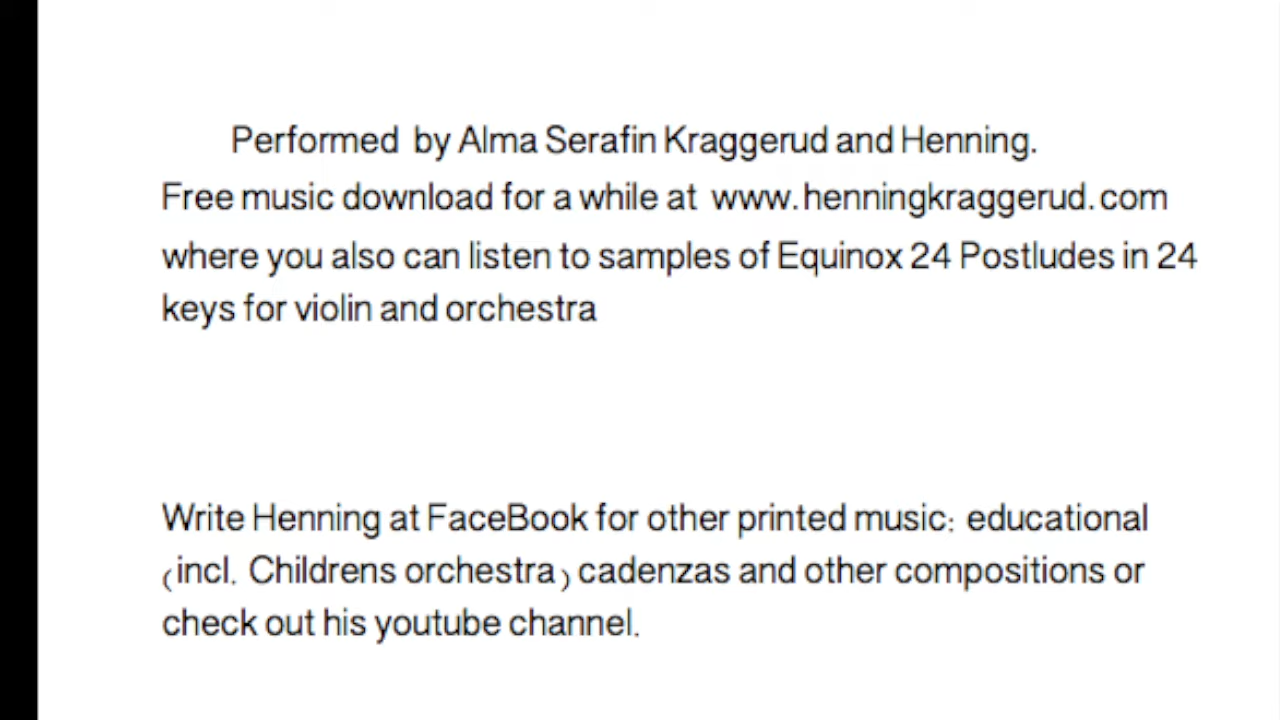 Performed by Alma Serafin Kraggerud and Henning.
Free music download for a while at www.henningkraggerud.com
where you also can listen to samples of Equinox 24 Postludes in 24
keys for violin and orchestra
Write Henning at FaceBook for other printed music: educational
(incl. Childrens orchestra) cadenzas and other compositions or
check out his youtube channel.